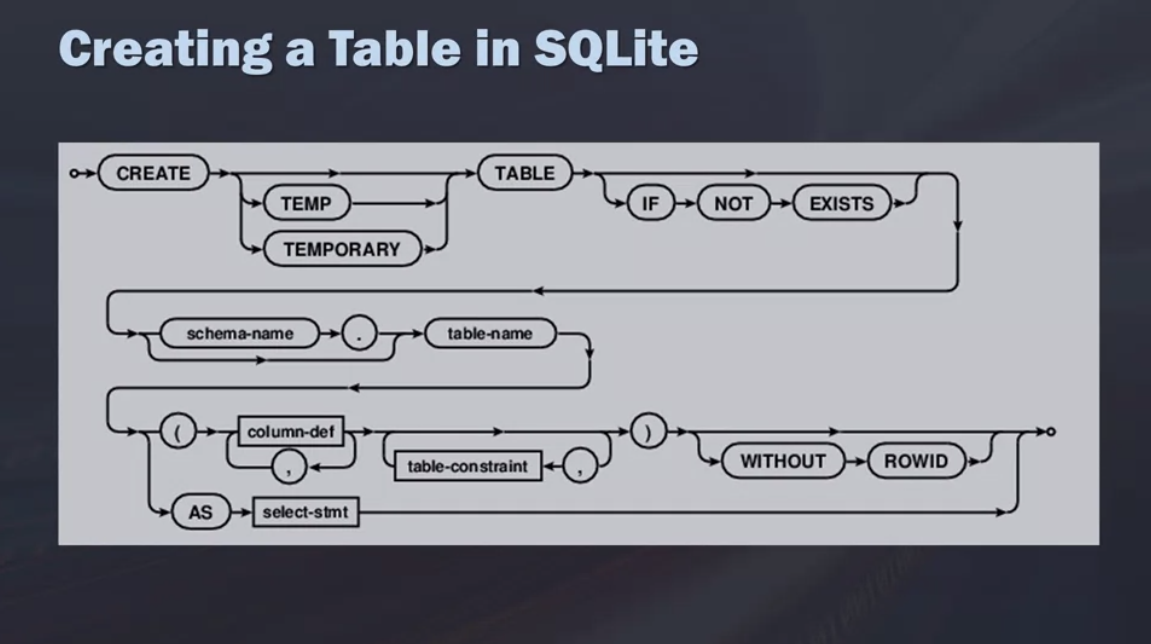 Creating a Table in SQLite
CREATE TABLE
TEMP IF NOT EXISTS
TEMPORARY
schema-name . table-name
( column-def )
, table-constraint , WITHOUT ROWID
AS select-stmt